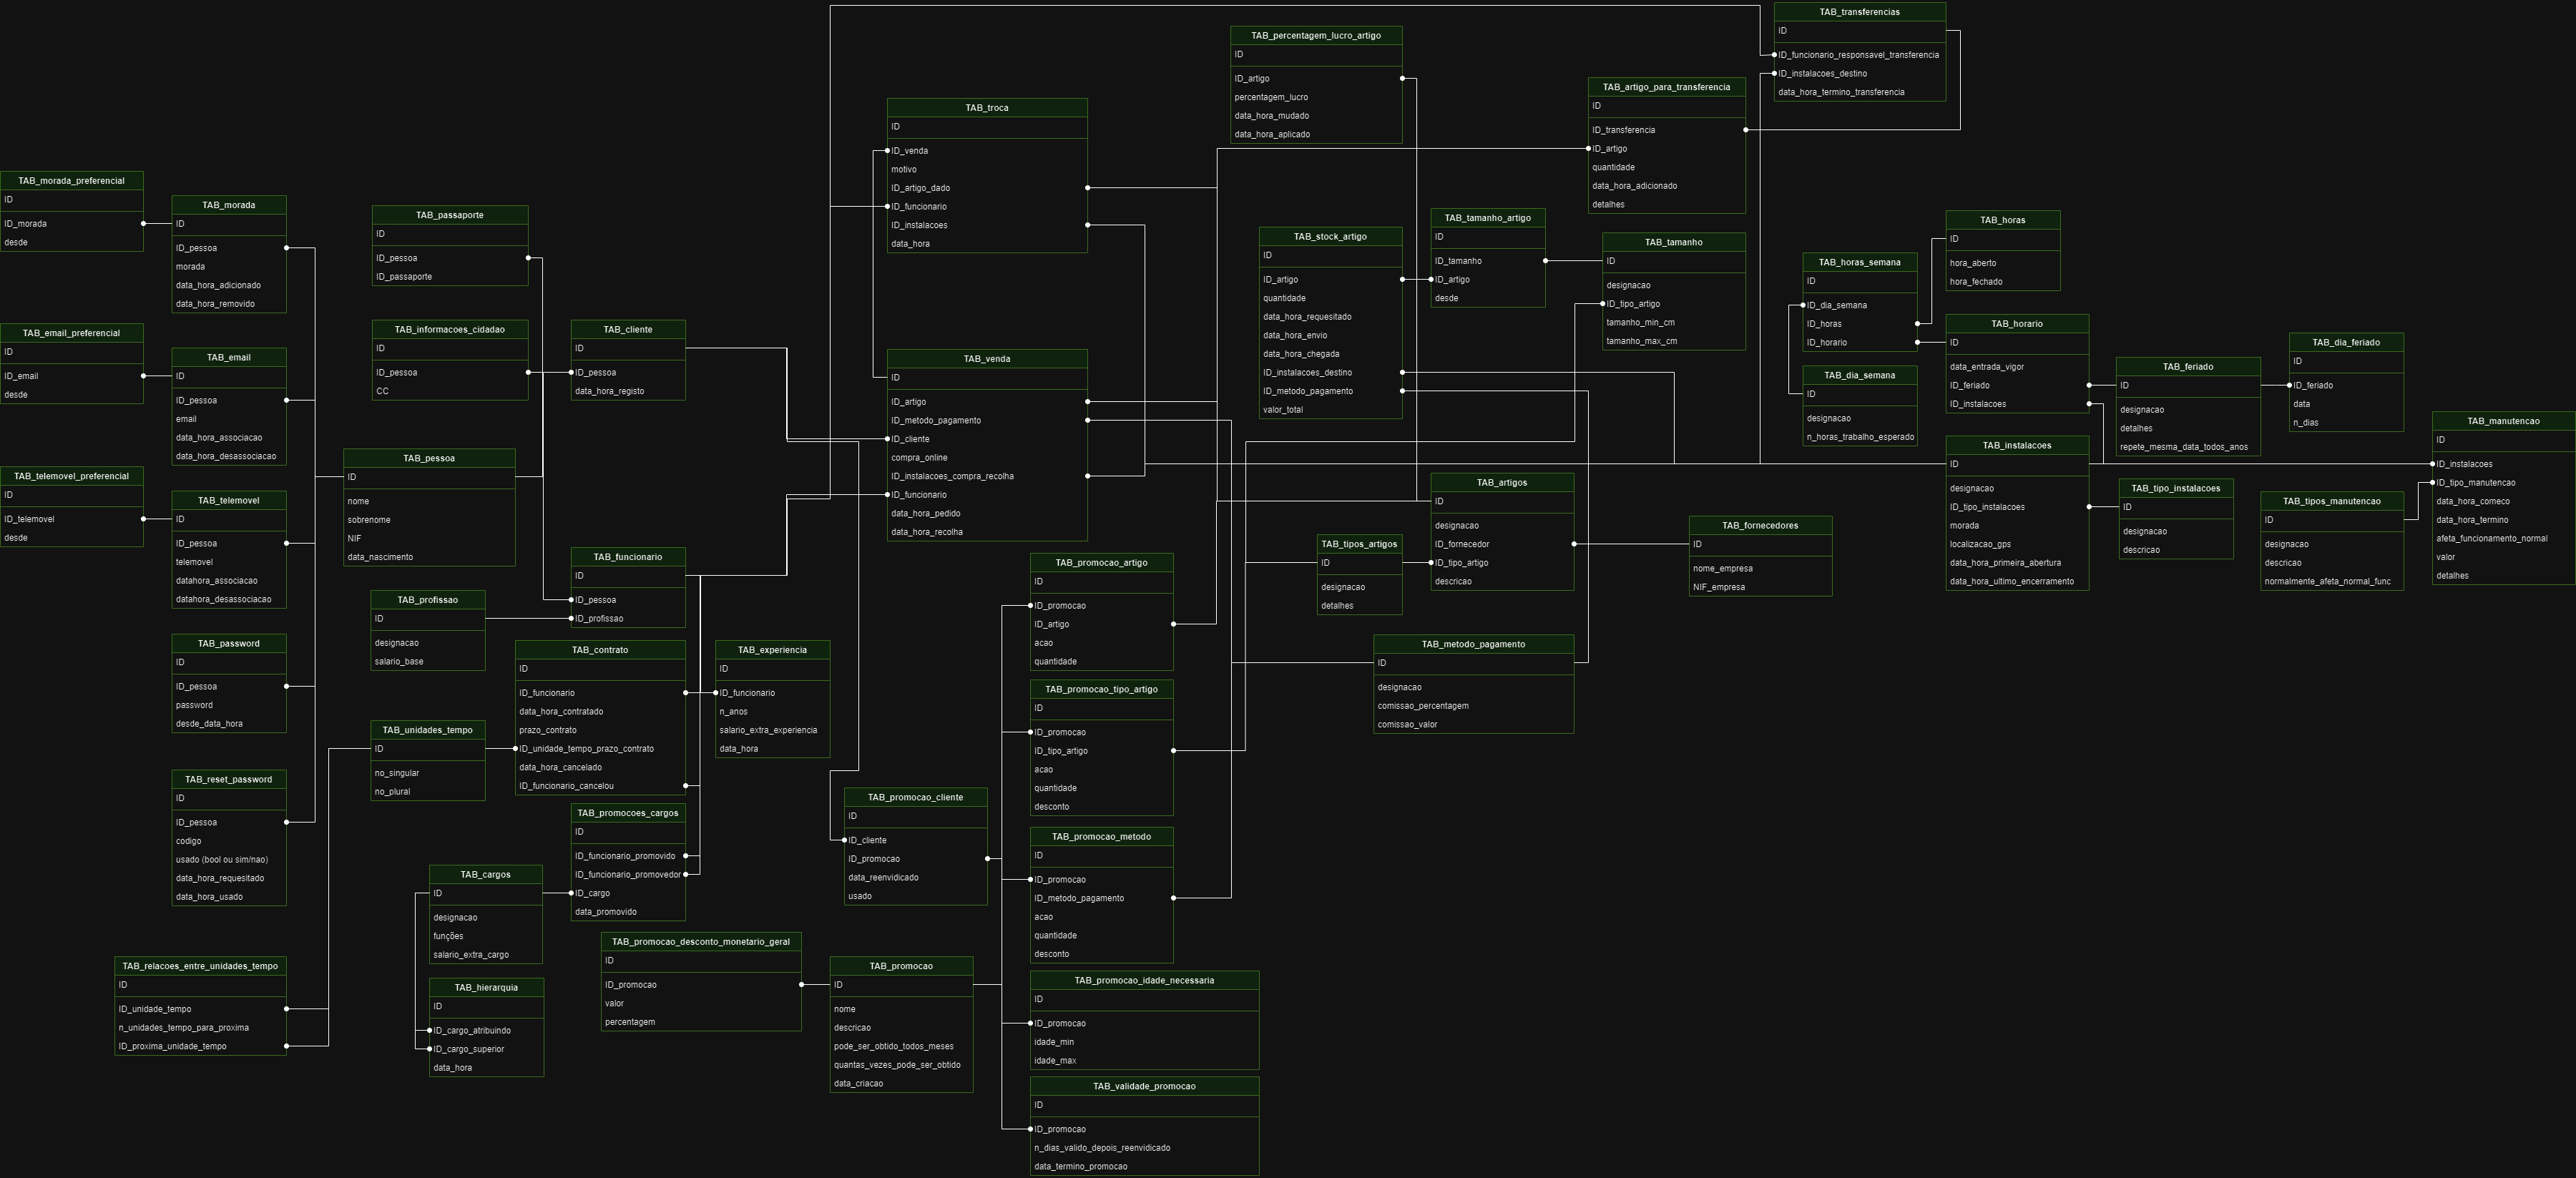 TAB_morada_preferencial
ID
ID_morada
desde
TAB_email_preferencial
ID
ID_email
desde
TAB_telemovel_preferencial
ID
ID_telemovel
desde
TAB_morada
ID
ID_pessoa
morada
data_hora_adicionado
data_hora_removido
TAB_email
ID
ID_pessoa
email
data_hora_associacao
data_hora_desassociacao
TAB_telemovel
ID
ID_pessoa
telemovel
datahora_associacao
datahora_desassociacao
TAB_password
ID
ID_pessoa
password
desde_data_hora
TAB_reset_password
ID
ID_pessoa
codigo
usado (bool ou sim/nao)
data_hora_requesitado
data_hora_usado
TAB_relacoes_entre_unidades_tempo
ID
ID_unidade_tempo
n_unidades_tempo_para_proxima
ID_proxima_unidade_tempo
TAB_passaporte
ID
ID_pessoa
ID_passaporte
TAB_informacoes_cidadao
ID
ID_pessoa
CC
TAB_pessoa
ID
nome
sobrenome
NIF
data_nascimento
TAB_profissao
ID
designacao
salario_base
TAB_unidades_tempo
ID
no_singular
no_plural
TAB_cargos
ID
designacao
funções
salario_extra_cargo
TAB_hierarquia
ID
ID_cargo_atribuindo
ID_cargo_superior
data_hora
TAB_cliente
ID
ID_pessoa
data_hora_registo
TAB_funcionario
ID
ID_pessoa
ID_profissao
TAB_contrato
ID
ID_funcionario
data_hora_contratado
prazo_contrato
ID_unidade_tempo_prazo_contrato
data_hora_cancelado
ID_funcionario_cancelou
TAB_promocoes_cargos
ID
ID_funcionario_promovido
ID_funcionario_promovedor
ID_cargo
data_promovido
TAB_experiencia
ID
ID_funcionario
n_anos
salario_extra_experiencia
data_hora
TAB_promocao_desconto_monetario_geral
ID
ID_promocao
valor
percentagem
TAB_troca
ID
ID_venda
motivo
ID_artigo_dado
ID_funcionario
ID_instalacoes
data_hora
TAB_venda
ID
ID_artigo
ID_metodo_pagamento
ID_cliente
compra_online
ID_instalacoes_compra_recolha
ID_funcionario
data_hora_pedido
data_hora_recolha
TAB_promocao_cliente
ID
ID_cliente
ID_promocao
data_reenvidicado
usado
TAB_promocao
ID
nome
descricao
pode_ser_obtido_todos_meses
quantas_vezes_pode_ser_obtido
data_criacao
TAB_promocao_artigo
ID
ID_promocao
ID_artigo
acao
quantidade
TAB_promocao_tipo_artigo
ID
ID_promocao
ID_tipo_artigo
acao
quantidade
desconto
TAB_promocao_metodo
ID
ID_promocao
ID_metodo_pagamento
acao
quantidade
desconto
TAB_promocao_idade_necessaria
ID
ID_promocao
idade_min
idade_max
TAB_validade_promocao
ID
ID_promocao
n_dias_valido_depois_reenvidicado
data_termino_promocao
TAB_percentagem_lucro_artigo
ID
ID_artigo
percentagem_lucro
data_hora_mudado
data_hora_aplicado
TAB_stock_artigo
ID
ID_artigo
quantidade
data_hora_requesitado
data_hora_envio
data_hora_chegada
ID_instalacoes_destino
ID_metodo_pagamento
valor_total
TAB_tipos_artigos
ID
designacao
detalhes
TAB_metodo_pagamento
ID
designacao
comissao_percentagem
comissao_valor
TAB_tamanho_artigo
ID
ID_tamanho
ID_artigo
desde
TAB_artigos
ID
designacao
ID_fornecedor
ID_tipo_artigo
descricao
TAB_artigo_para_transferencia
ID
ID_transferencia
ID_artigo
quantidade
data_hora_adicionado
detalhes
TAB_tamanho
ID
designacao
ID_tipo_artigo
tamanho_min_cm
tamanho_max_cm
TAB_fornecedores
ID
nome_empresa
NIF_empresa
TAB_transferencias
ID
ID_funcionario_responsavel_transferencia
ID_instalacoes_destino
data_hora_termino_transferencia
TAB_horas_semana
ID
ID_dia_semana
ID_horas
ID_horario
TAB_dia_semana
ID
designacao
n_horas_trabalho_esperado
TAB_horas
ID
hora_aberto
hora_fechado
TAB_horario
ID
data_entrada_vigor
ID_feriado
ID_instalacoes
TAB_instalacoes
ID
designacao
ID_tipo_instalacoes
morada
localizacao_gps
data_hora_primeira_abertura
data_hora_ultimo_encerramento
TAB_feriado
ID
designacao
detalhes
repete_mesma_data_todos_anos
TAB_tipo_instalacoes
ID
designacao
descricao
TAB_dia_feriado
ID
ID_feriado
data
n_dias
TAB_tipos_manutencao
ID
designacao
descricao
normalmente_afeta_normal_func
TAB_manutencao
ID
ID_instalacoes
ID_tipo_manutencao
data_hora_comeco
data_hora_termino
afeta_funcionamento_normal
valor
detalhes